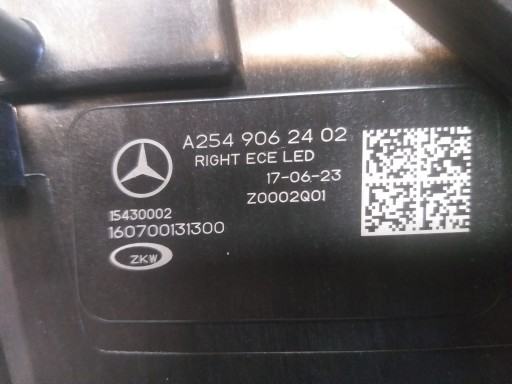 A254 906 24 02
RIGHT ECE LED
17-06-23
Z0002Q01
15430002
160700131300
ZKW